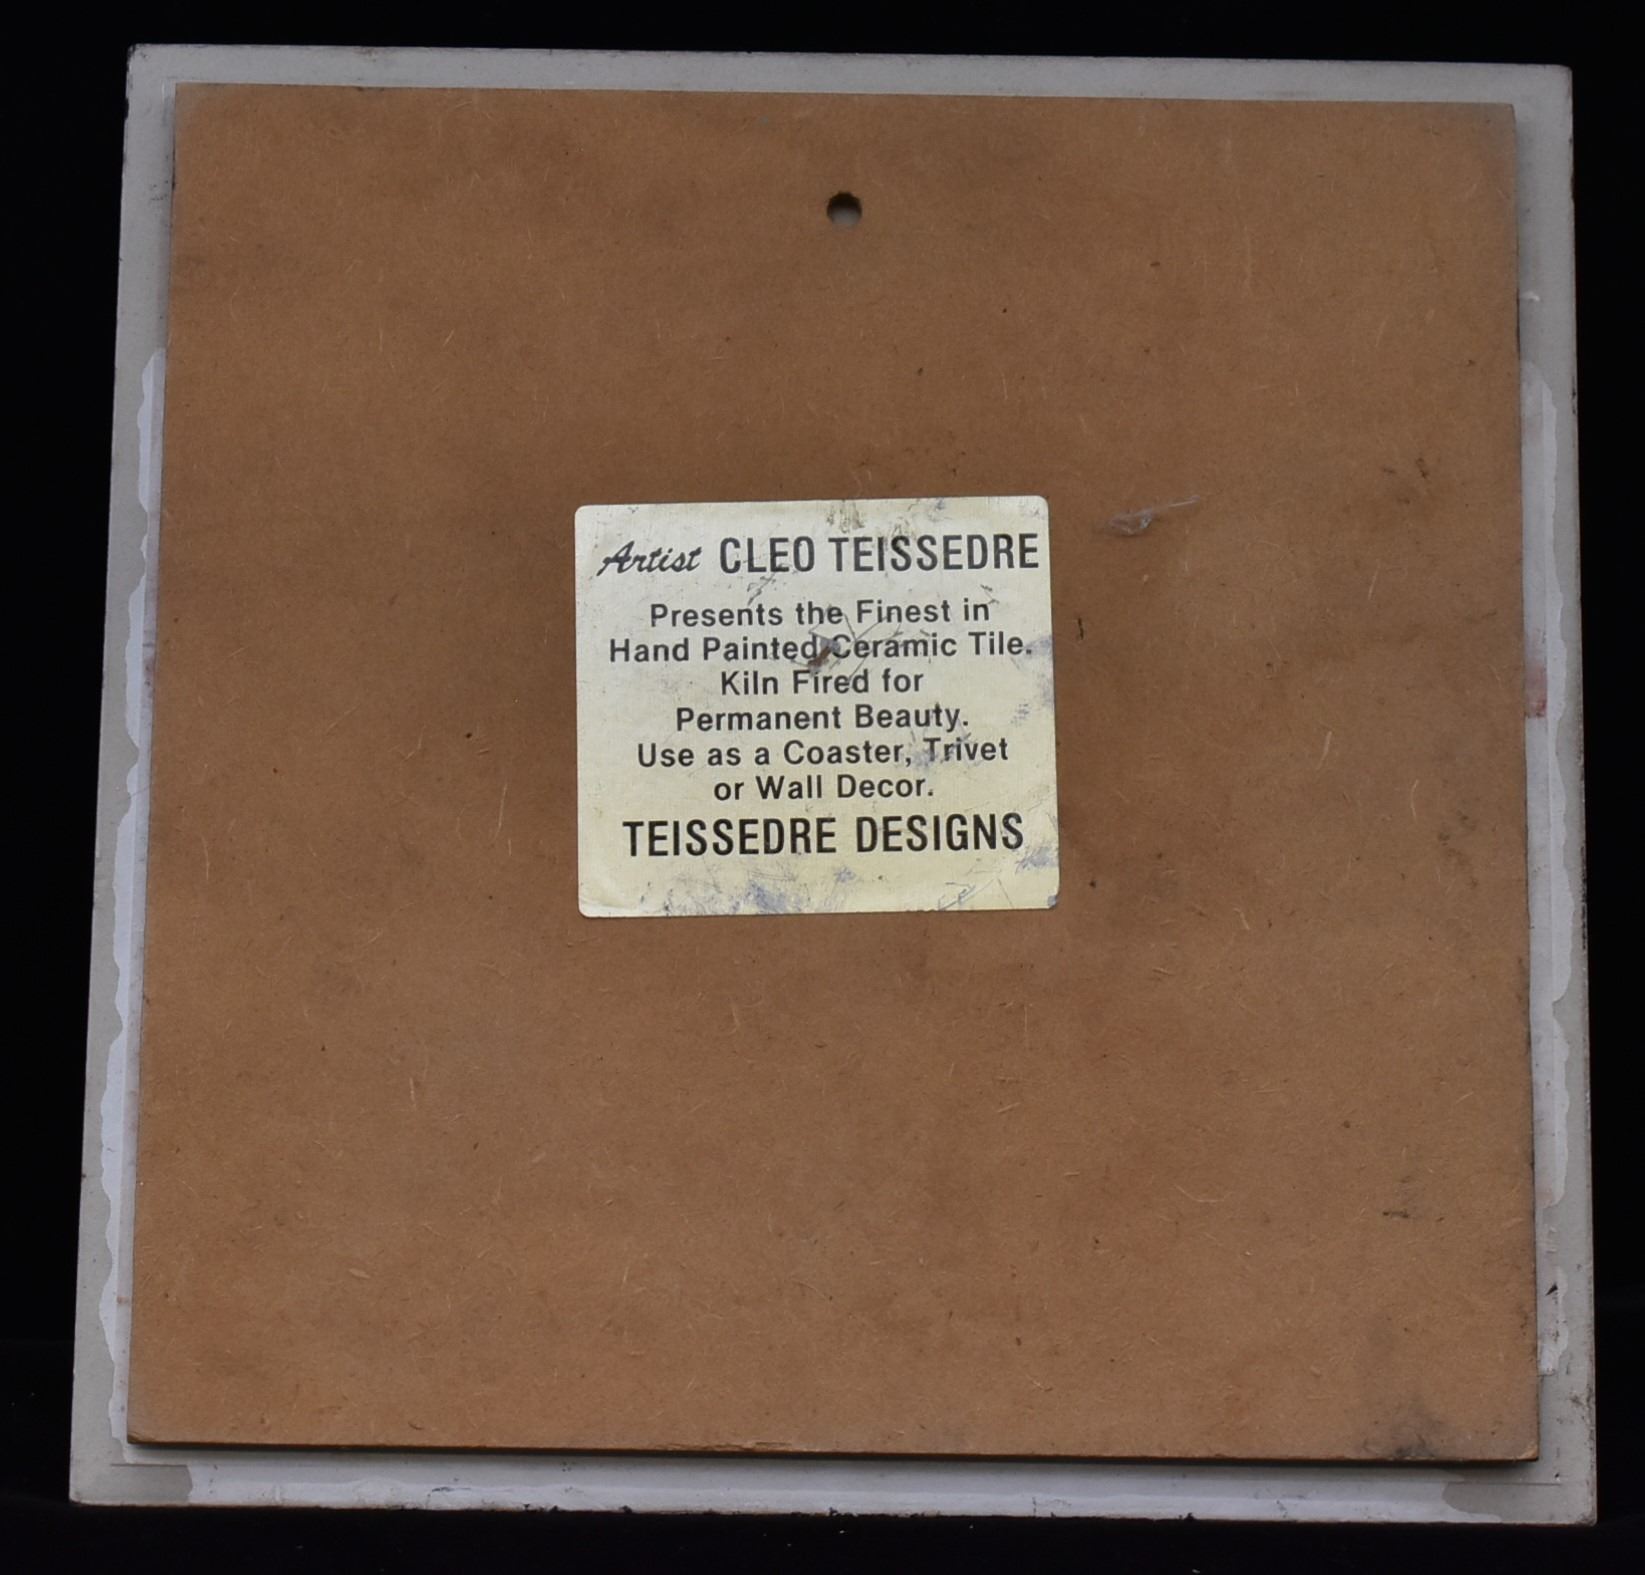 Artist CLEO TEISSEDRE
Presents the Finest in
Hand Painted Ceramic Tile.
Kiln Fired for
Permanent Beauty.
Use as a Coaster, Trivet
or Wall Decor.
TEISSEDRE DESIGNS